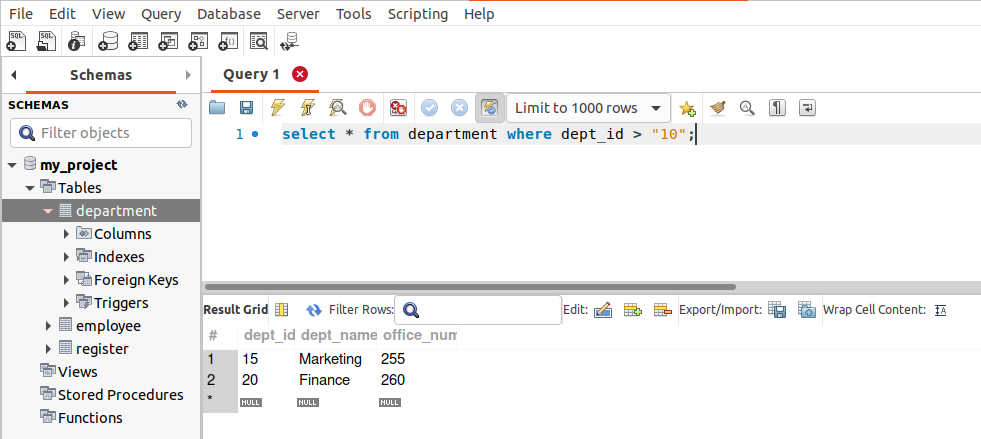 File Edit View Query Database Server Tools Scripting Help
Schemas
SCHEMAS
Filter objects
my_project
Tables
department
Columns
Indexes
Foreign Keys
Triggers
employee
register
Views
Stored Procedures
Functions
Query 1
Limit to 1000 rows
1 select * from department where dept_id > "10";
Result Grid Filter Rows: Edit: Export/Import: Wrap Cell Content:
# dept_id dept_name office_num
1 15 Marketing 255
2 20 Finance 260
* NULL NULL NULL